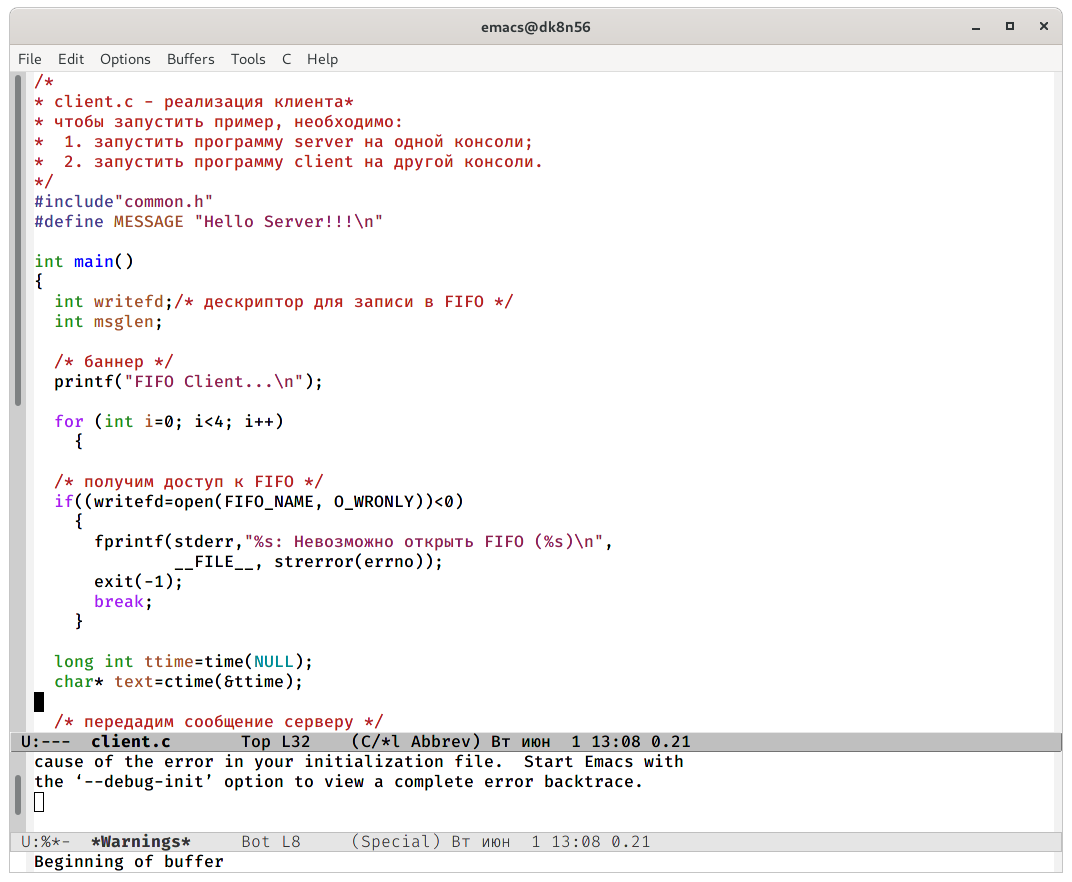 emacs@dk8n56
File Edit Options Buffers Tools C Help
/*
* client.c - реализация клиента*
* чтобы запустить пример, необходимо:
*  1. запустить программу server на одной консоли;
*  2. запустить программу client на другой консоли.
*/
#include"common.h"
#define MESSAGE "Hello Server!!!\n"
int main()
{
  int writefd;/* дескриптор для записи в FIFO */
  int msglen;
  /* баннер */
  printf("FIFO Client...\n");
  for (int i=0; i<4; i++)
    {
  /* получим доступ к FIFO */
  if((writefd=open(FIFO_NAME, O_WRONLY))<0)
    {
      fprintf(stderr,"%s: Невозможно открыть FIFO (%s)\n",
              __FILE__, strerror(errno));
      exit(-1);
      break;
    }
  long int ttime=time(NULL);
  char* text=ctime(&ttime);
  /* передадим сообщение серверу */
U:---  client.c       Top L32    (C/*l Abbrev) Вт июн  1 13:08 0.21
cause of the error in your initialization file.  Start Emacs with
the ‘--debug-init’ option to view a complete error backtrace.
U:%*-  *Warnings*     Bot L8     (Special) Вт июн  1 13:08 0.21
Beginning of buffer